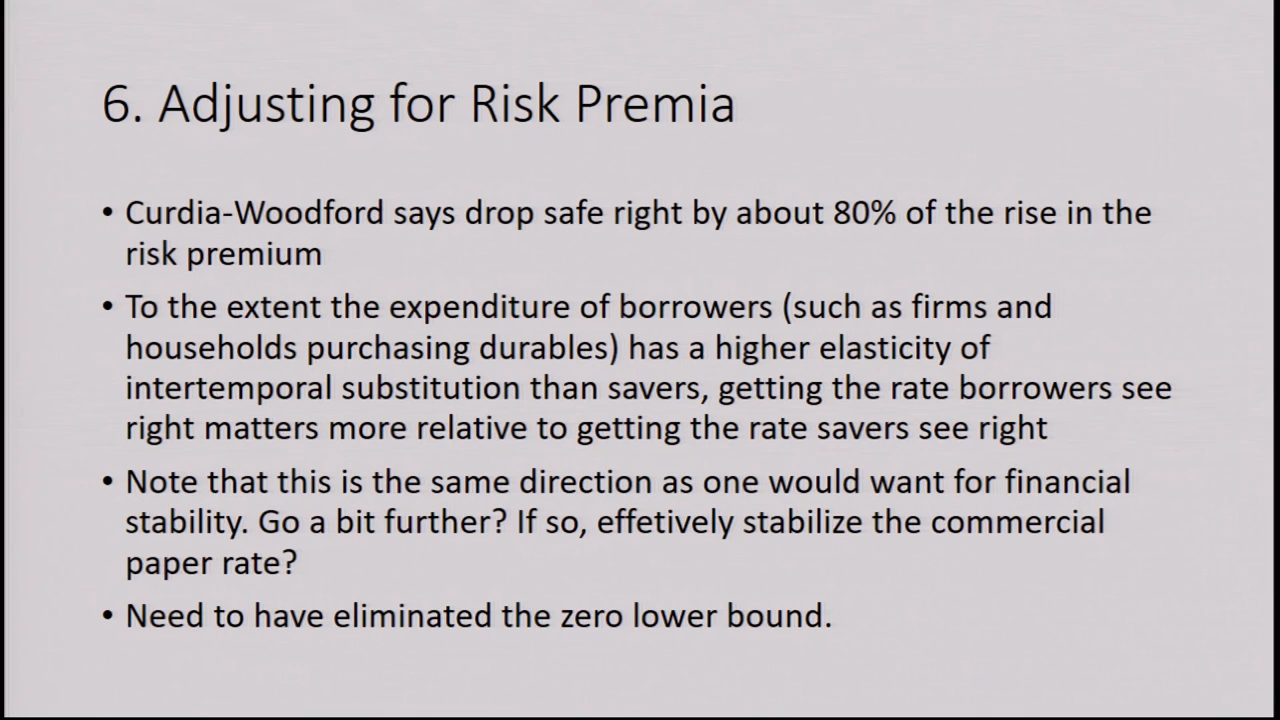 6. Adjusting for Risk Premia
• Curdia-Woodford says drop safe right by about 80% of the rise in the
risk premium
• To the extent the expenditure of borrowers (such as firms and
households purchasing durables) has a higher elasticity of
intertemporal substitution than savers, getting the rate borrowers see
right matters more relative to getting the rate savers see right
• Note that this is the same direction as one would want for financial
stability. Go a bit further? If so, effetively stabilize the commercial
paper rate?
• Need to have eliminated the zero lower bound.